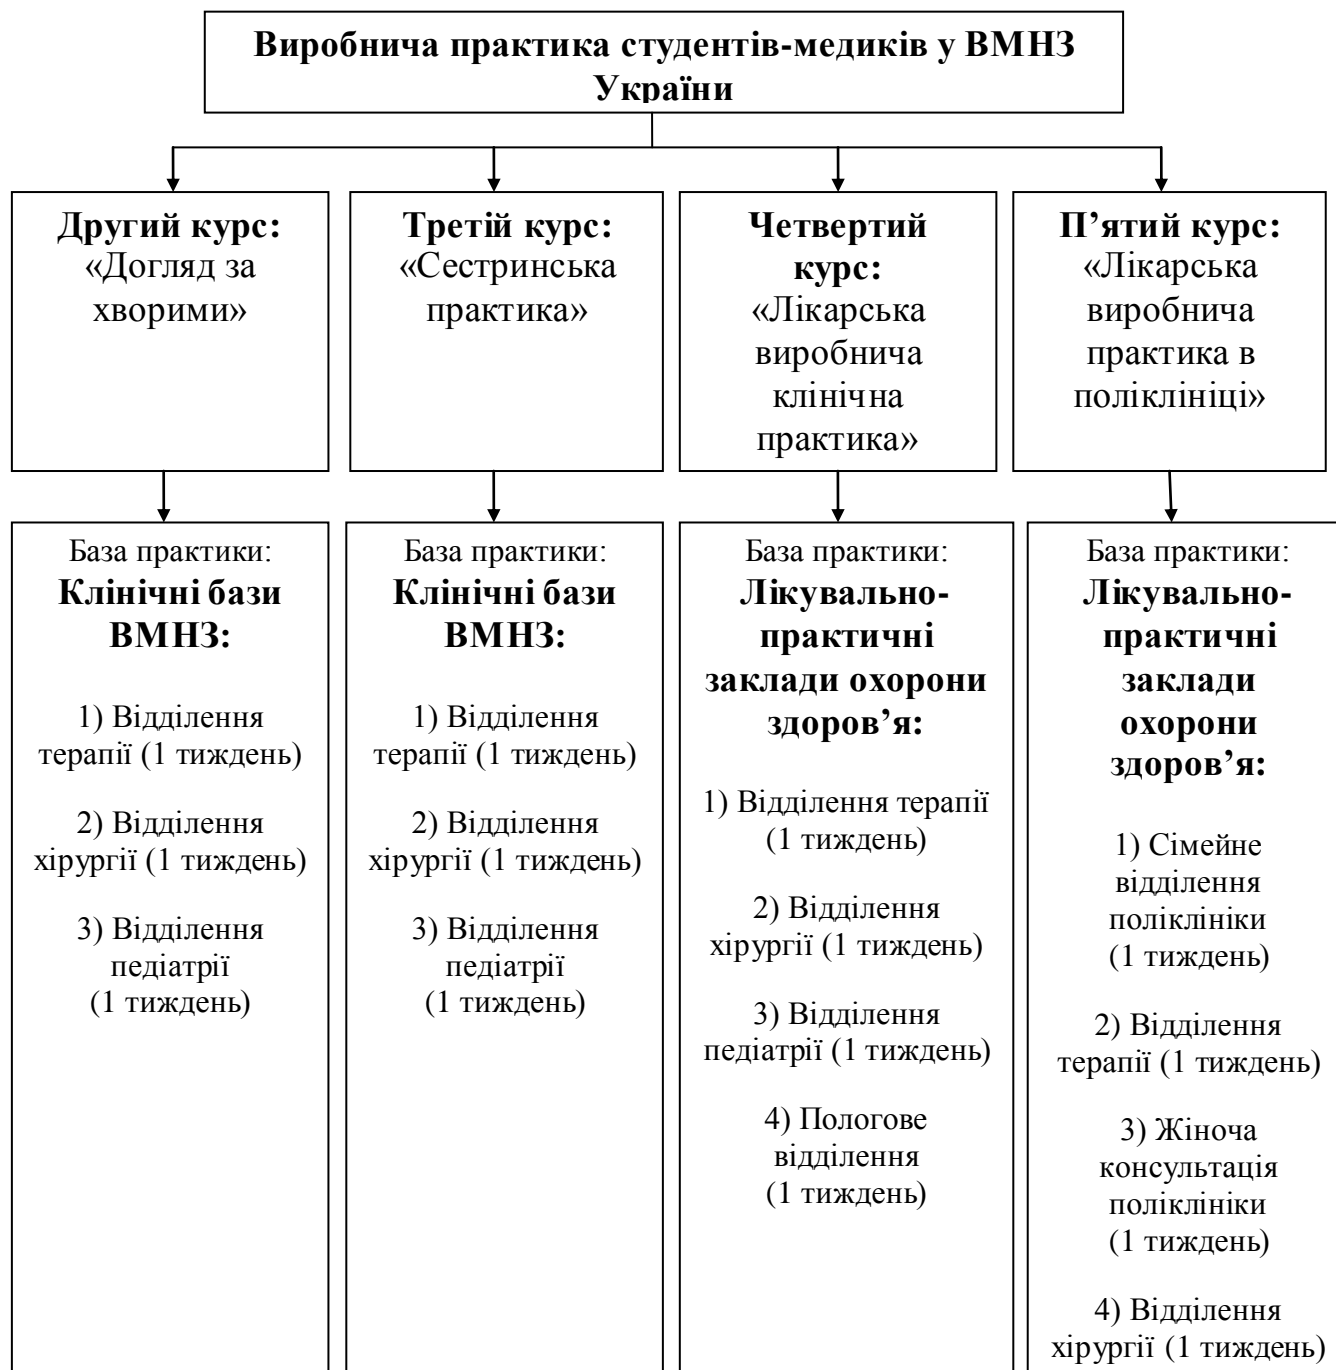 Виробнича практика студентів-медиків у ВМНЗ
України
Другий курс:
«Догляд за
хворими»
Третій курс:
«Сестринська
практика»
Четвертий
курс:
«Лікарська
виробнича
клінічна
практика»
П’ятий курс:
«Лікарська
виробнича
практика в
поліклініці»
База практики:
Клінічні бази
ВМНЗ:
1) Відділення
терапії (1 тиждень)
2) Відділення
хірургії (1 тиждень)
3) Відділення
педіатрії
(1 тиждень)
База практики:
Клінічні бази
ВМНЗ:
1) Відділення
терапії (1 тиждень)
2) Відділення
хірургії (1 тиждень)
3) Відділення
педіатрії
(1 тиждень)
База практики:
Лікувально-
практичні
заклади охорони
здоров’я:
1) Відділення терапії
(1 тиждень)
2) Відділення
хірургії (1 тиждень)
3) Відділення
педіатрії (1 тиждень)
4) Пологове
відділення
(1 тиждень)
База практики:
Лікувально-
практичні
заклади
охорони
здоров’я:
1) Сімейне
відділення
поліклініки
(1 тиждень)
2) Відділення
терапії (1 тиждень)
3) Жіноча
консультація
поліклініки
(1 тиждень)
4) Відділення
хірургії (1 тиждень)